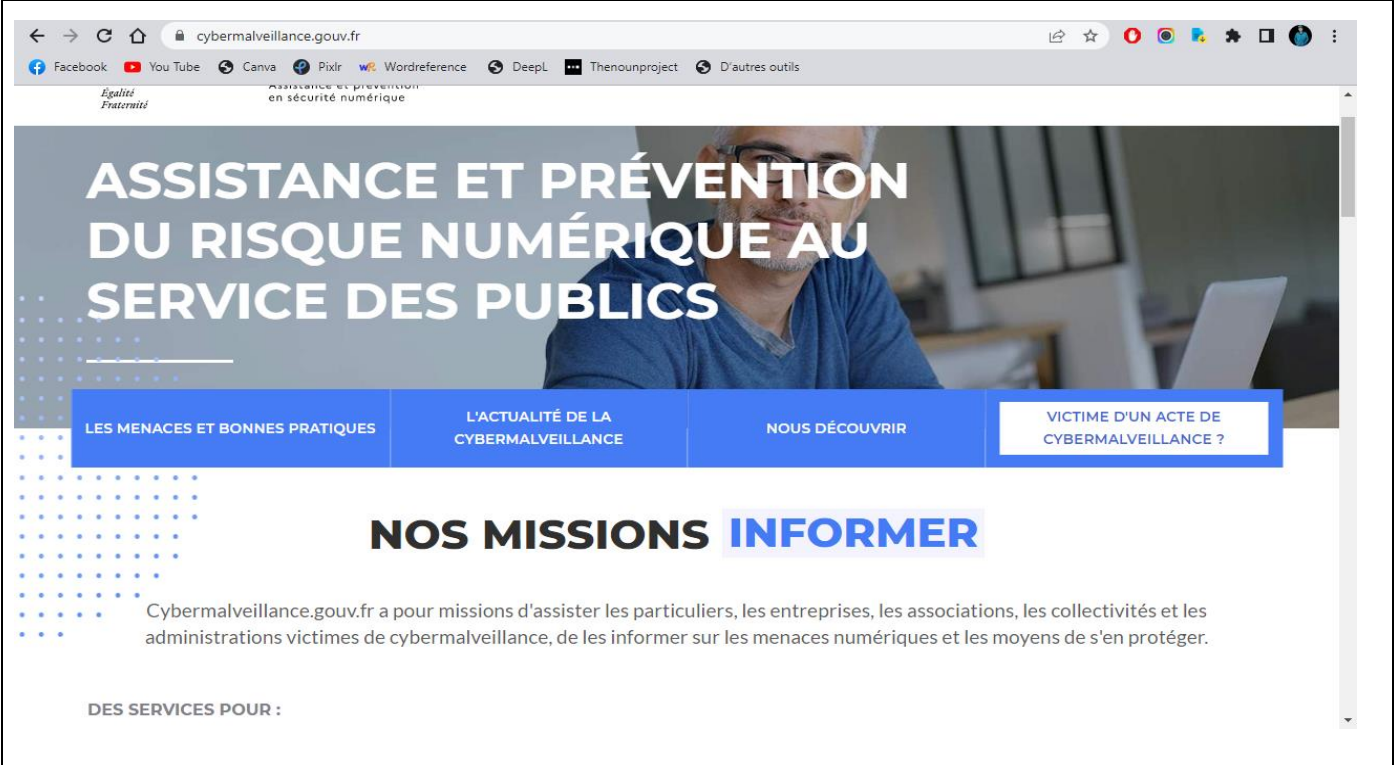 cybermalveillance.gouv.fr
Facebook You Tube Canva Pixlr Wordreference DeepL Thenounproject D'autres outils
Égalité
Fraternité
Assistance et prévention
en sécurité numérique
ASSISTANCE ET PRÉVENTION
DU RISQUE NUMÉRIQUE AU
SERVICE DES PUBLICS
LES MENACES ET BONNES PRATIQUES
L'ACTUALITÉ DE LA
CYBERMALVEILLANCE
NOUS DÉCOUVRIR
VICTIME D'UN ACTE DE
CYBERMALVEILLANCE ?
NOS MISSIONS INFORMER
Cybermalveillance.gouv.fr a pour missions d'assister les particuliers, les entreprises, les associations, les collectivités et les
administrations victimes de cybermalveillance, de les informer sur les menaces numériques et les moyens de s'en protéger.
DES SERVICES POUR :